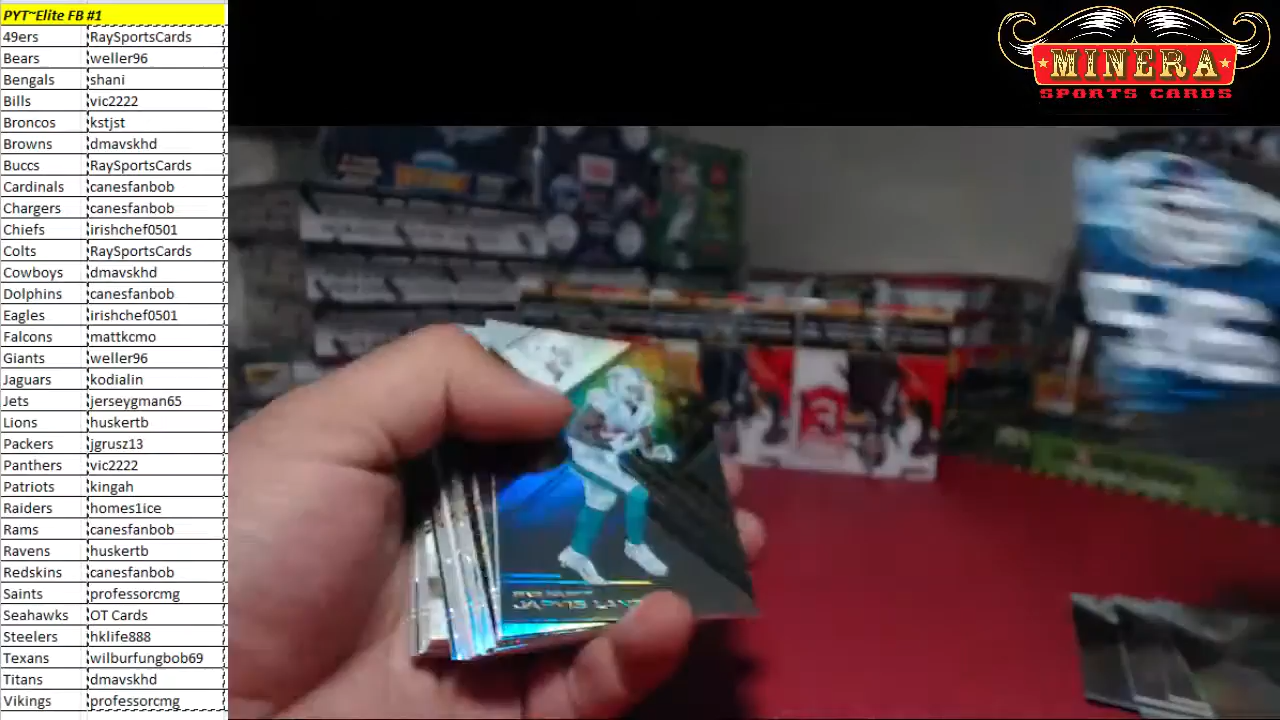 PYT~Elite FB #1
49ers RaySportsCards
Bears weller96
Bengals shani
Bills vic2222
Broncos kstjst
Browns dmavskhd
Buccs RaySportsCards
Cardinals canesfanbob
Chargers canesfanbob
Chiefs irishchef0501
Colts RaySportsCards
Cowboys dmavskhd
Dolphins canesfanbob
Eagles irishchef0501
Falcons mattkcmo
Giants weller96
Jaguars kodialin
Jets jerseygman65
Lions huskertb
Packers jgrusz13
Panthers vic2222
Patriots kingah
Raiders homes1ice
Rams canesfanbob
Ravens huskertb
Redskins canesfanbob
Saints professorcmg
Seahawks OT Cards
Steelers hklife888
Texans wilburfungbob69
Titans dmavskhd
Vikings professorcmg
MINERA
SPORTS CARDS